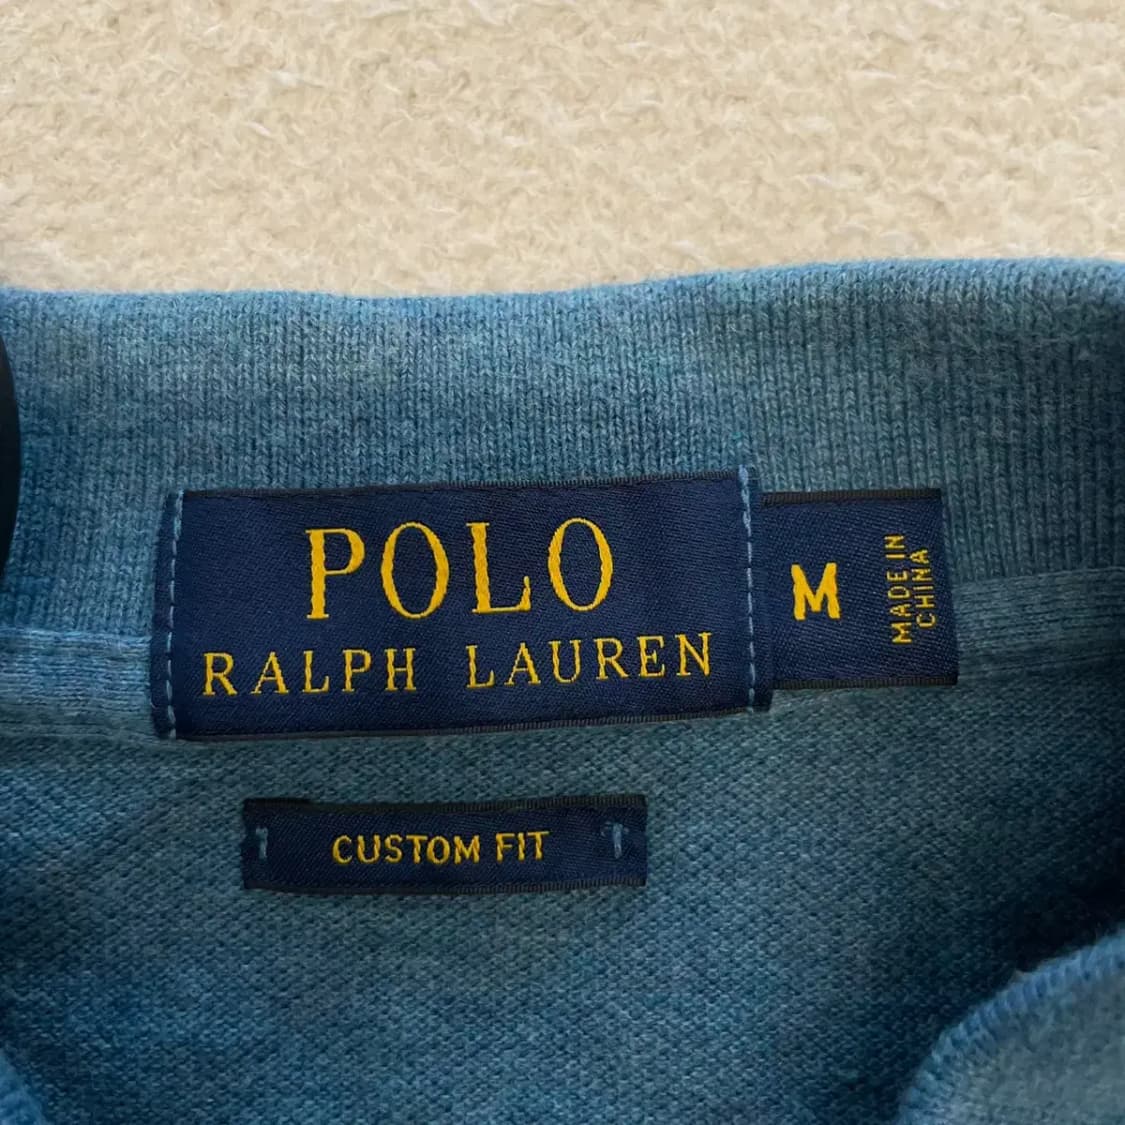 POLO
RALPH LAUREN
M
MADE IN
CHINA
CUSTOM FIT